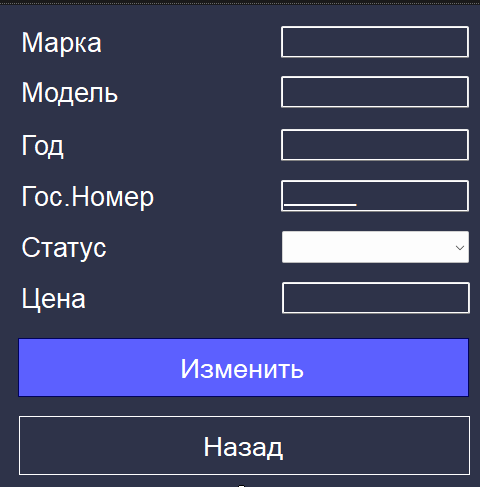 Марка
Модель
Год
Гос.Номер
Статус
Цена
Изменить
Назад